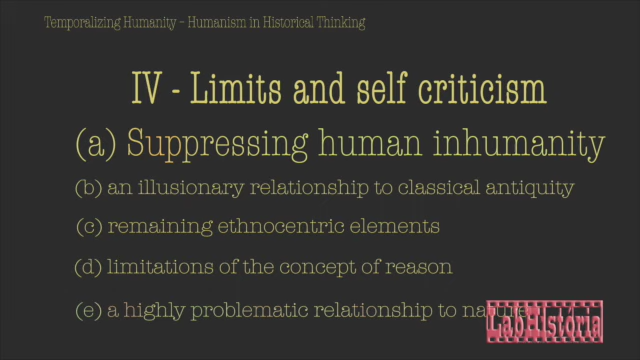 Temporalizing Humanity - Humanism in Historical Thinking
IV - Limits and self criticism
(a) Suppressing human inhumanity
(b) an illusionary relationship to classical antiquity
(c) remaining ethnocentric elements
(d) limitations of the concept of reason
(e) a highly problematic relationship to nature
LabHistoria